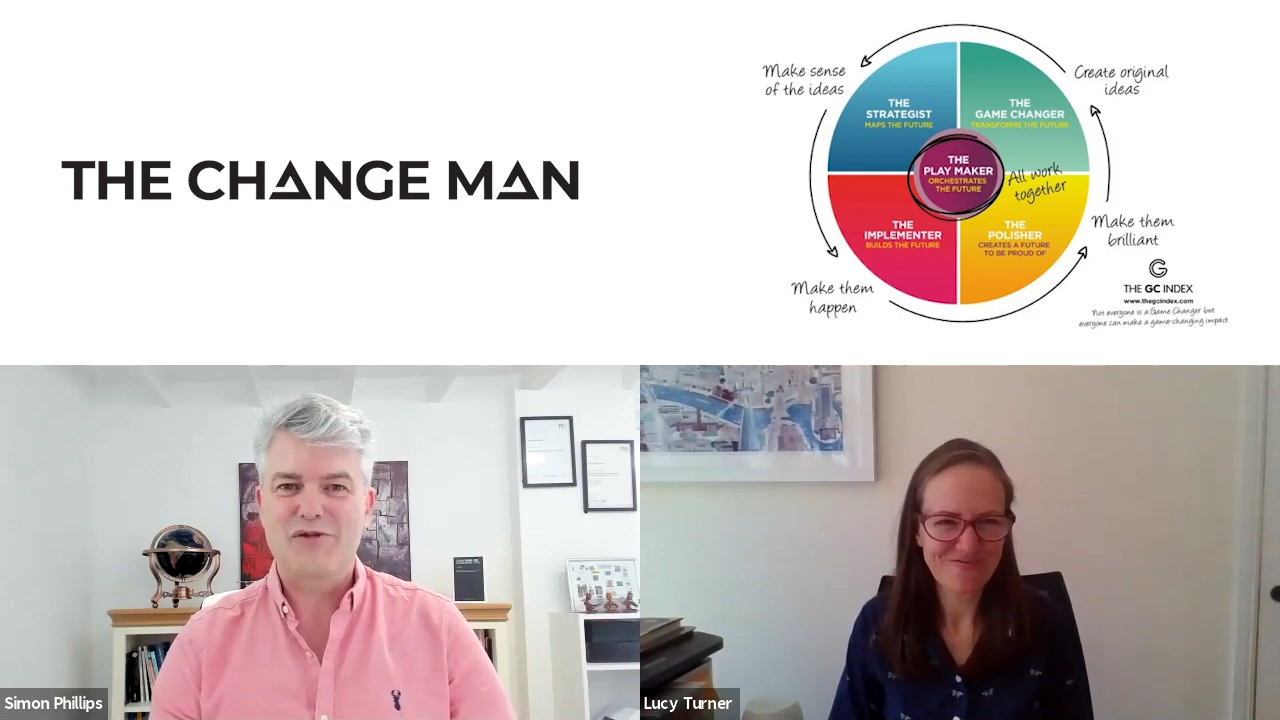 THE CHANGE MAN
Make sense
of the ideas
Create original
ideas
THE
STRATEGIST
MAPS THE FUTURE
THE
GAME CHANGER
TRANSFORMS THE FUTURE
THE
PLAY MAKER
ORCHESTRATES
THE FUTURE
All work
together
THE
IMPLEMENTER
BUILDS THE FUTURE
THE
POLISHER
CREATES A FUTURE
TO BE PROUD OF
Make them
brilliant
Make them
happen
THE GC INDEX
www.thegcindex.com
Not everyone is a Game Changer but
everyone can make a game-changing impact
Simon Phillips
Lucy Turner